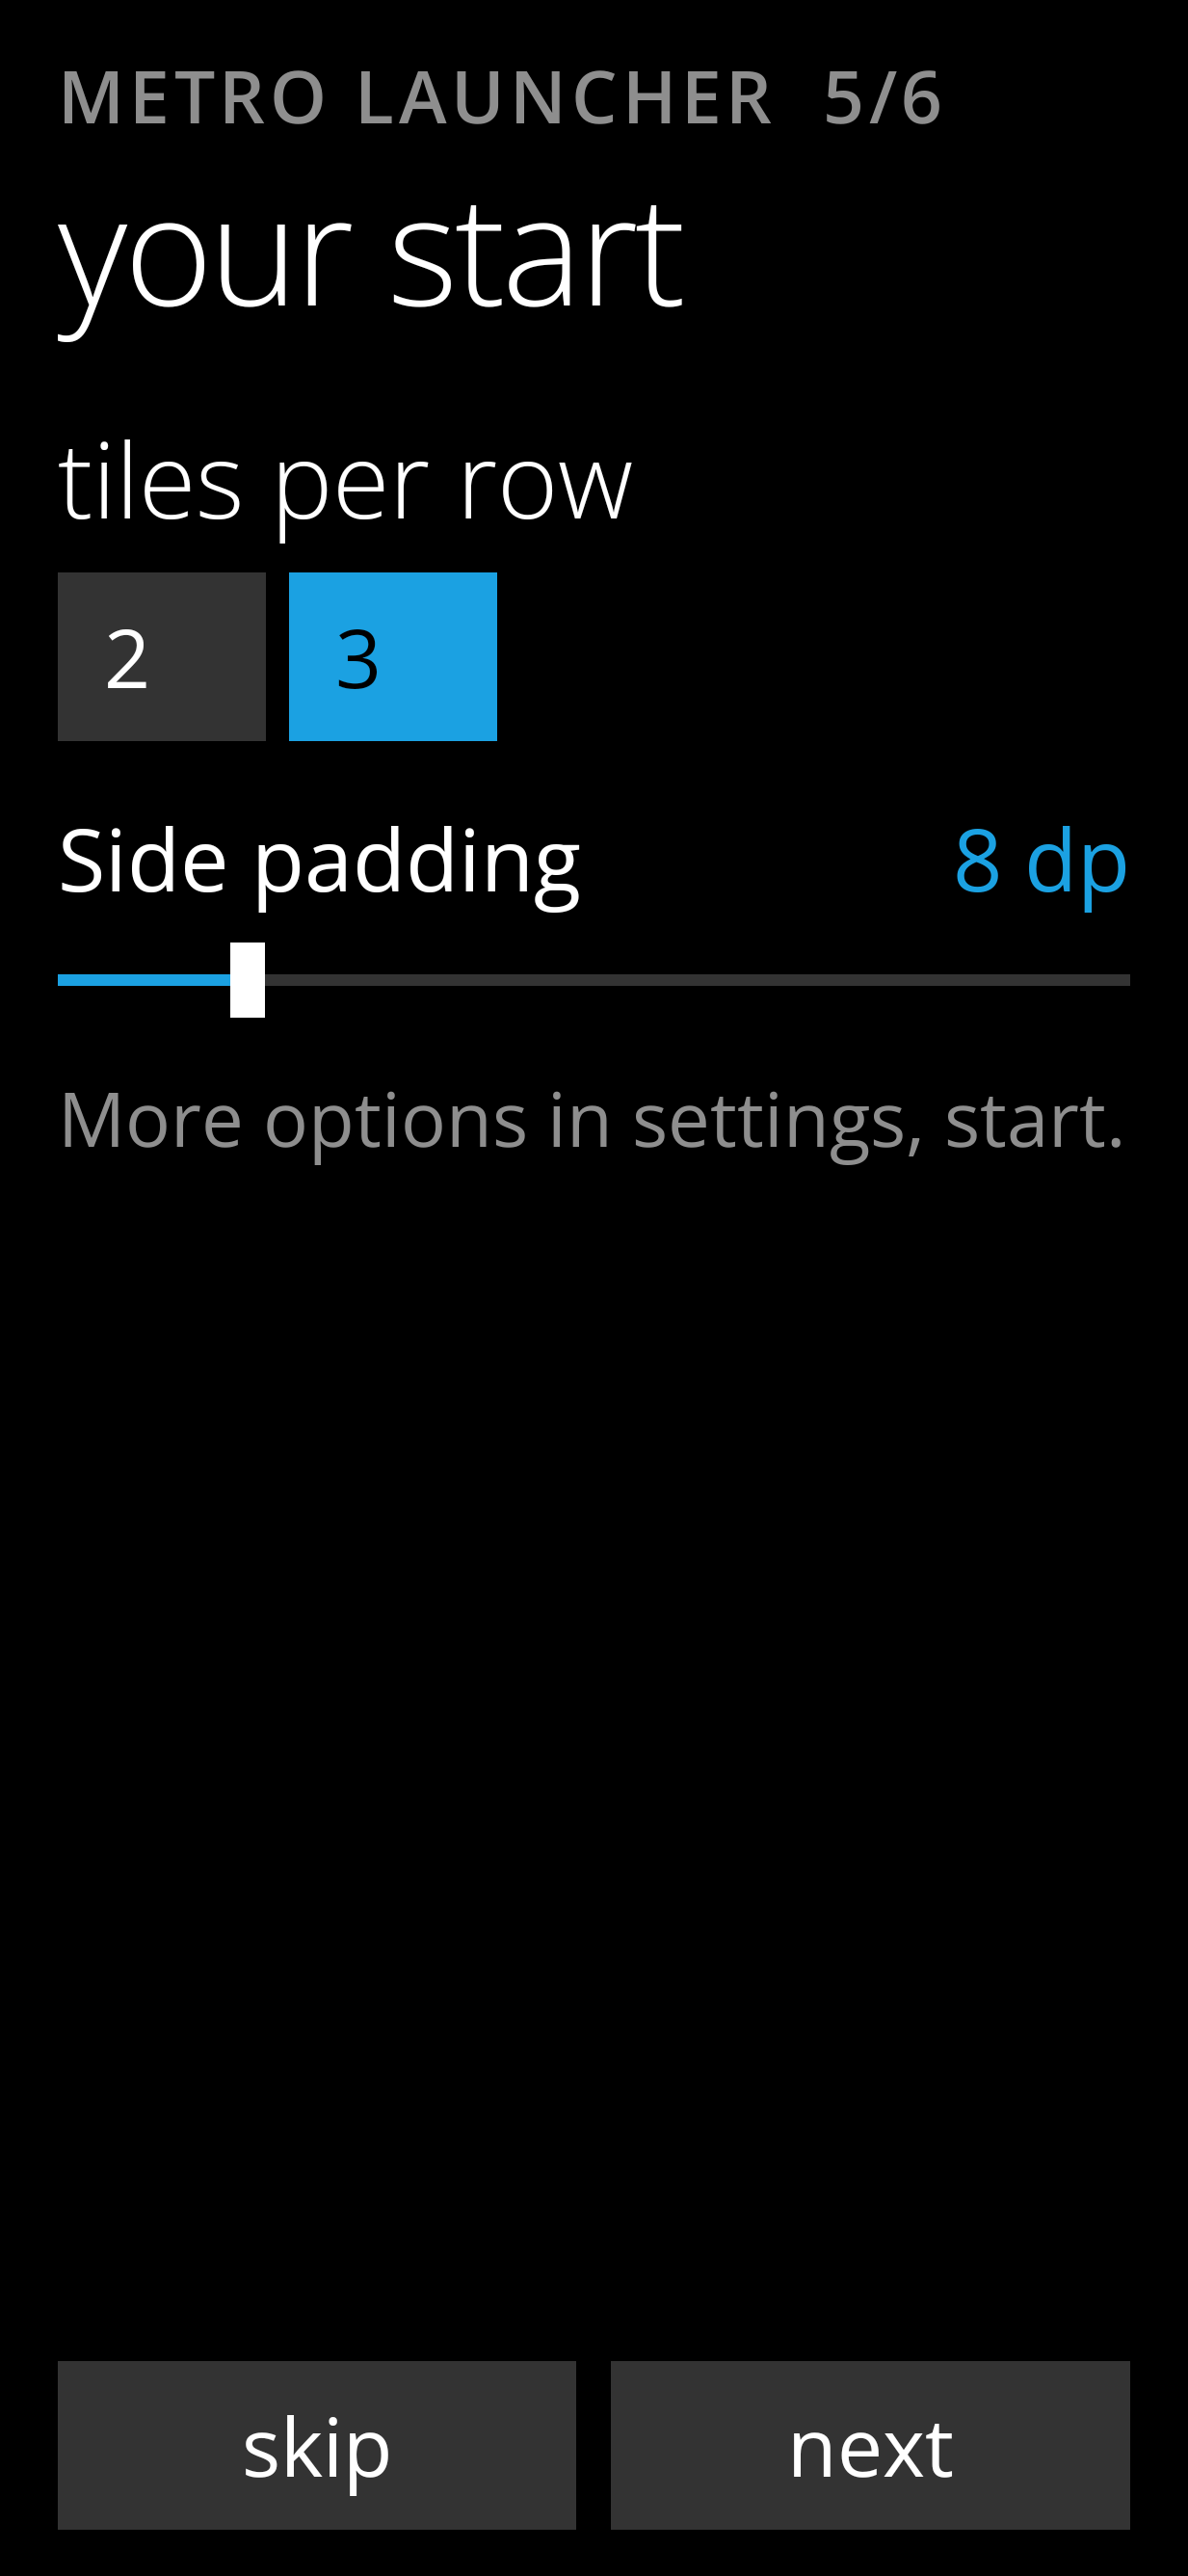 METRO LAUNCHER 5/6
your start
tiles per row
2 3
Side padding 8 dp
More options in settings, start.
skip next